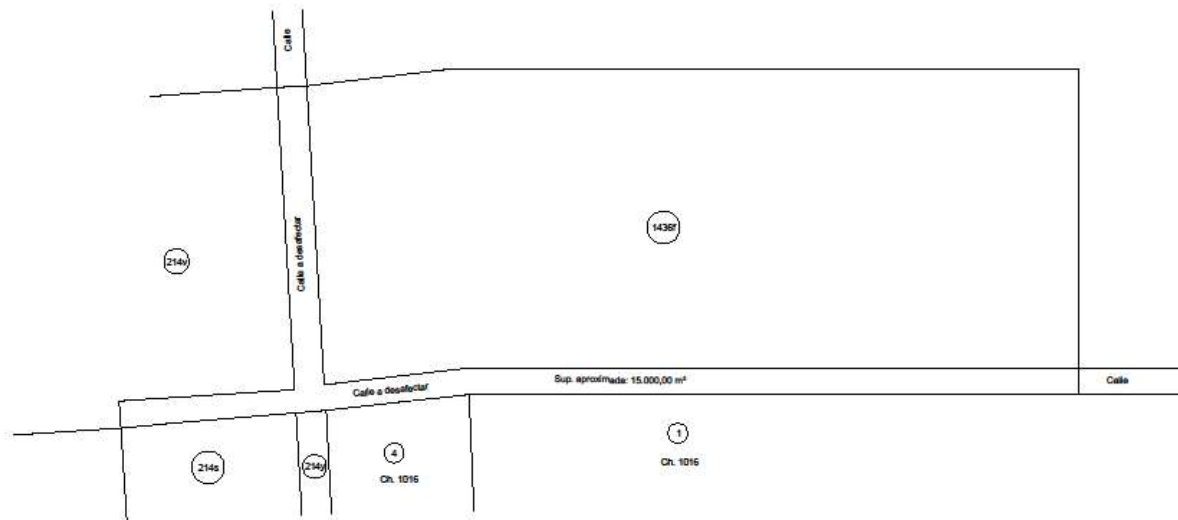 Calle
1436f
Calle a desafectar
214v
Sup. aproximada: 15.000,00 m²
Calle
Calle a desafectar
1
4
Ch. 1016
214s
214y
Ch. 1016